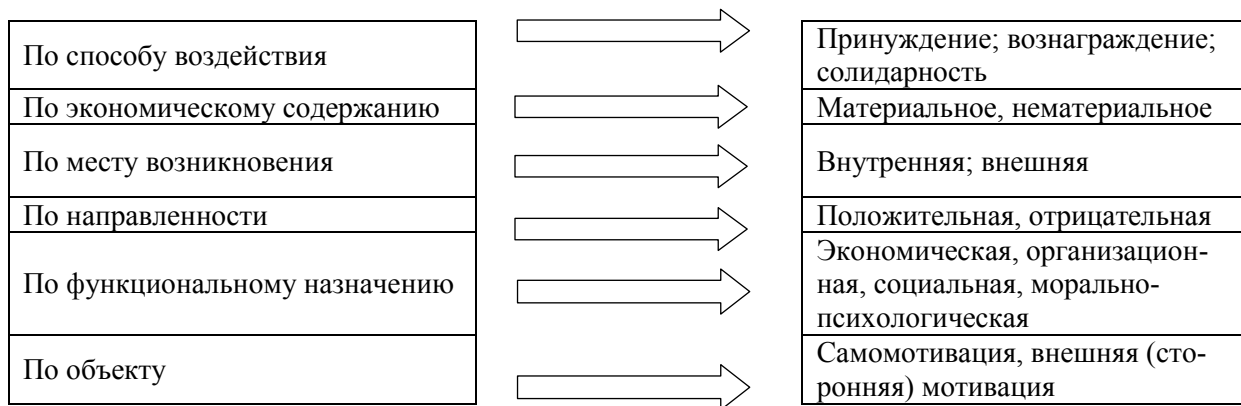 По способу воздействия
Принуждение; вознаграждение;
солидарность
По экономическому содержанию
Материальное, нематериальное
По месту возникновения
Внутренняя; внешняя
По направленности
Положительная, отрицательная
По функциональному назначению
Экономическая, организацион-
ная, социальная, морально-
психологическая
По объекту
Самомотивация, внешняя (сто-
ронняя) мотивация